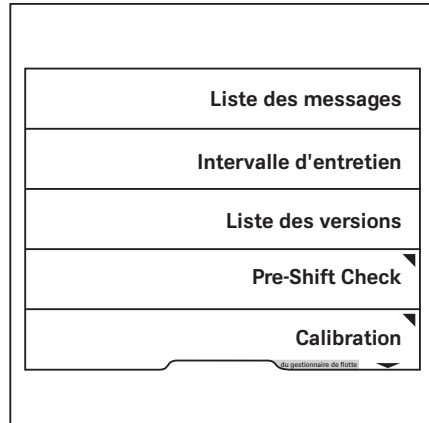 Liste des messages
Intervalle d'entretien
Liste des versions
Pre-Shift Check
Calibration
du gestionnaire de flotte